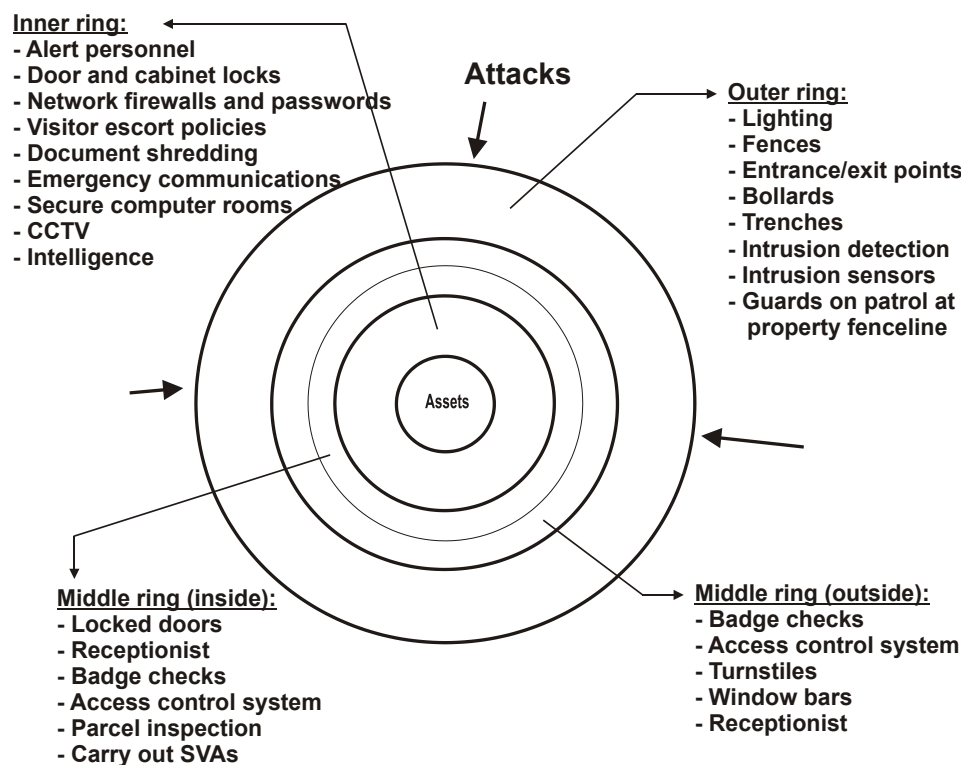 Inner ring:
- Alert personnel
- Door and cabinet locks
- Network firewalls and passwords
- Visitor escort policies
- Document shredding
- Emergency communications
- Secure computer rooms
- CCTV
- Intelligence
Attacks
Outer ring:
- Lighting
- Fences
- Entrance/exit points
- Bollards
- Trenches
- Intrusion detection
- Intrusion sensors
- Guards on patrol at
property fenceline
Assets
Middle ring (inside):
- Locked doors
- Receptionist
- Badge checks
- Access control system
- Parcel inspection
- Carry out SVAs
Middle ring (outside):
- Badge checks
- Access control system
- Turnstiles
- Window bars
- Receptionist